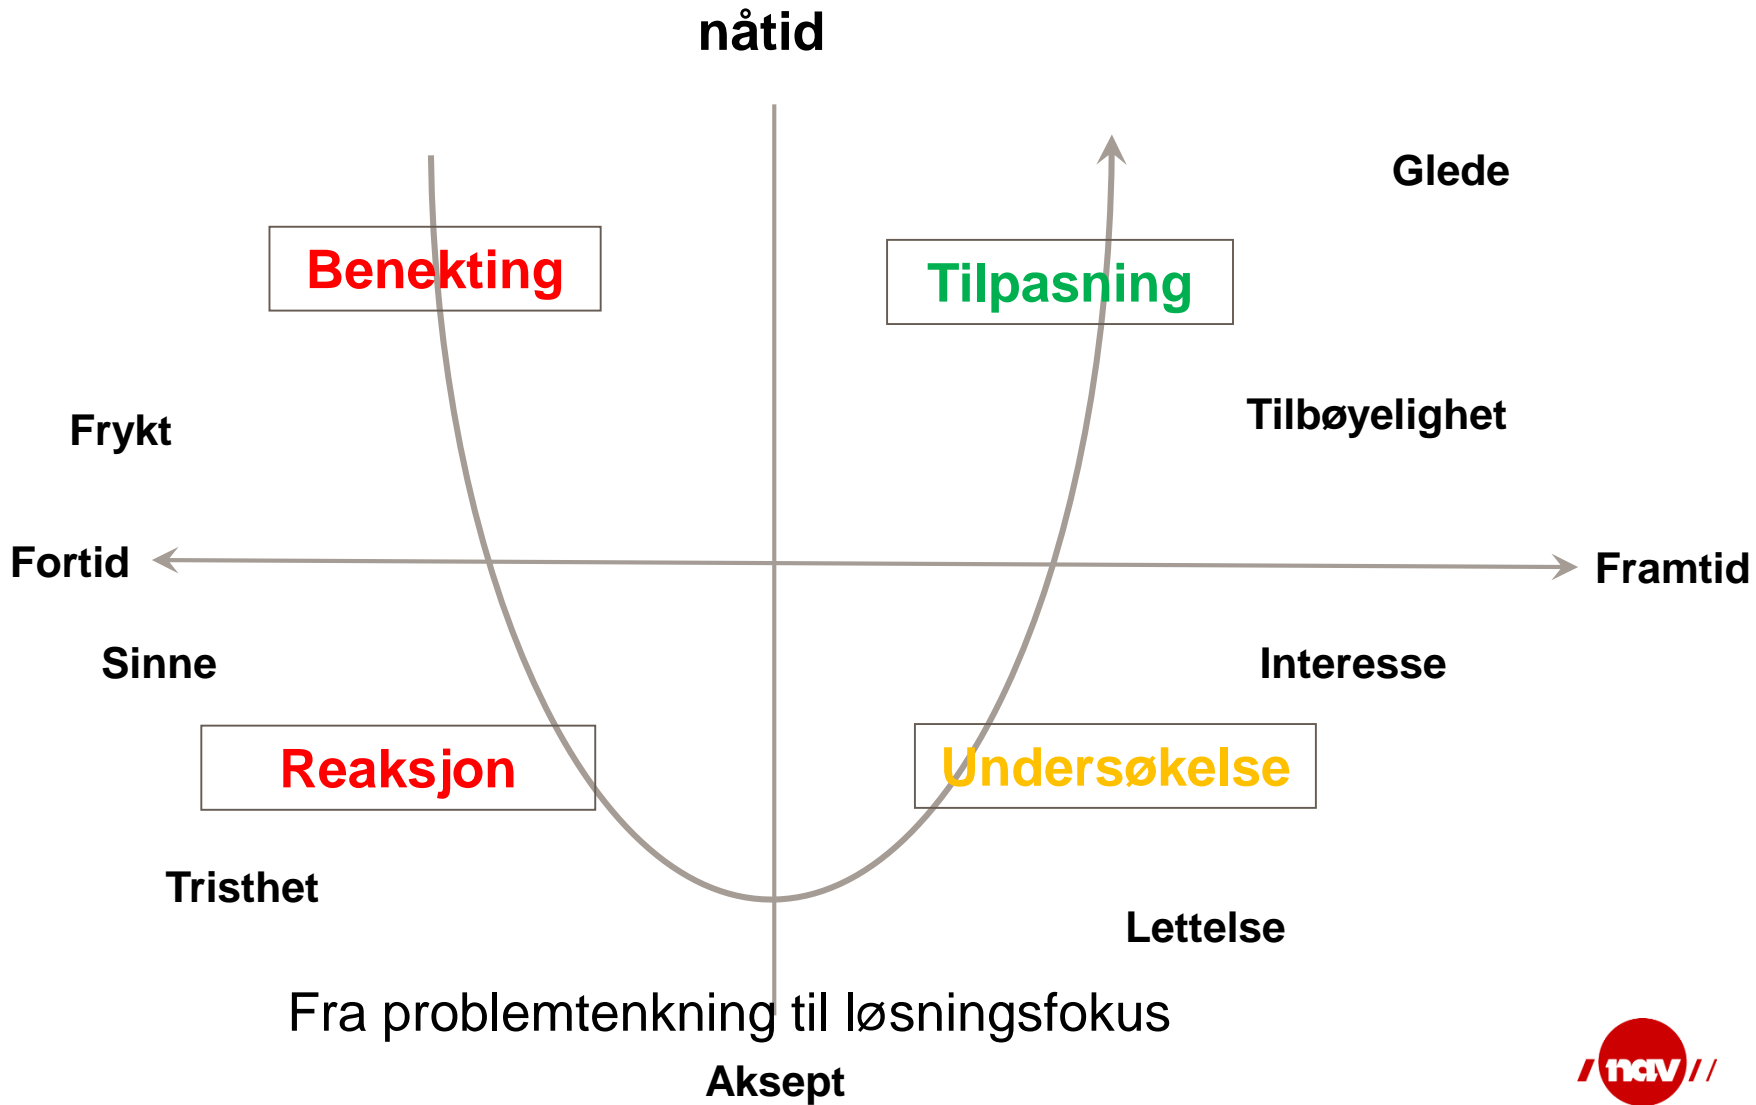 nåtid
Glede
Benekting
Tilpasning
Frykt
Tilbøyelighet
Fortid
Framtid
Sinne
Interesse
Reaksjon
Undersøkelse
Tristhet
Lettelse
Fra problemtenkning til løsningsfokus
Aksept
nav